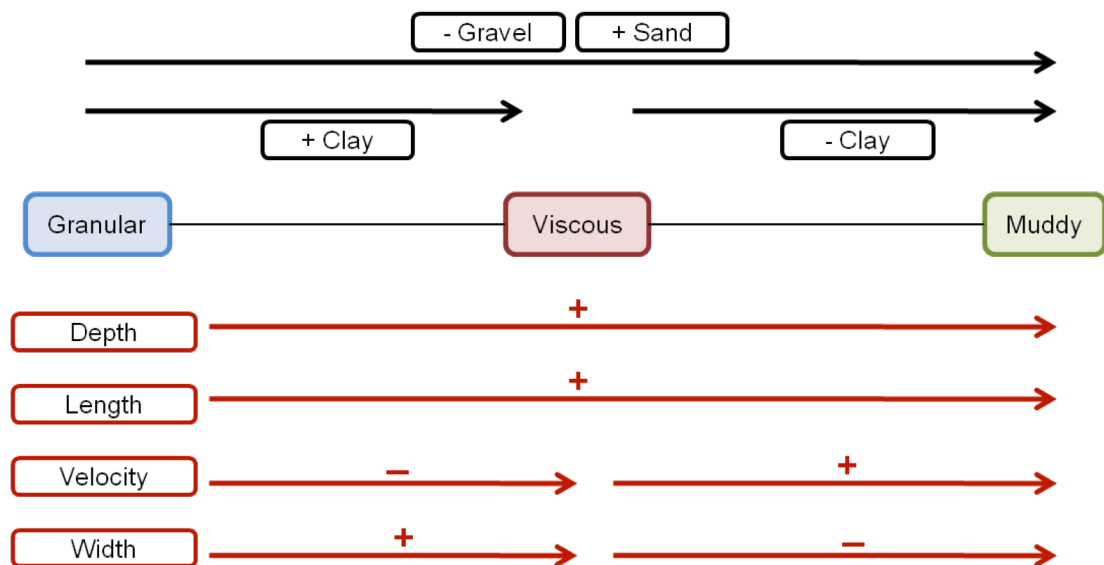 - Gravel + Sand
+ Clay - Clay
Granular Viscous Muddy
+
Depth
+
Length
– +
Velocity
+ –
Width